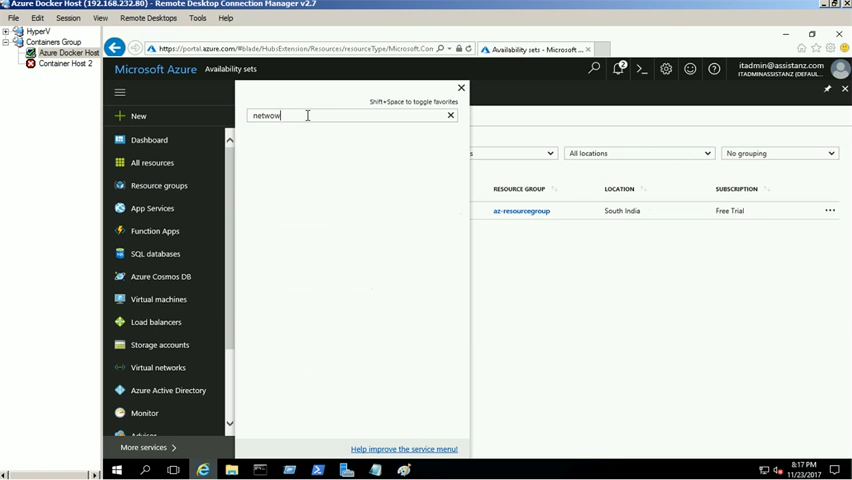 Azure Docker Host (192.168.232.80) - Remote Desktop Connection Manager v2.7
File Edit Session View Remote Desktops Tools Help
HyperV
Containers Group
Azure Docker Host
Container Host 2
https://portal.azure.com/#blade/HubsExtension/Resources/resourceType/Microsoft.Con
Availability sets - Microsoft ...
Microsoft Azure Availability sets
2
itadmin@assistanz.com
ITADMINASSISTANZ (DEFAUL...
Shift+Space to toggle favorites
netwow
New
Dashboard
All resources
Resource groups
App Services
Function Apps
SQL databases
Azure Cosmos DB
Virtual machines
Load balancers
Storage accounts
Virtual networks
Azure Active Directory
Monitor
Advisor
More services
s All locations No grouping
RESOURCE GROUP LOCATION SUBSCRIPTION
az-resourcegroup South India Free Trial ...
Help improve the service menu!
8:17 PM
11/23/2017